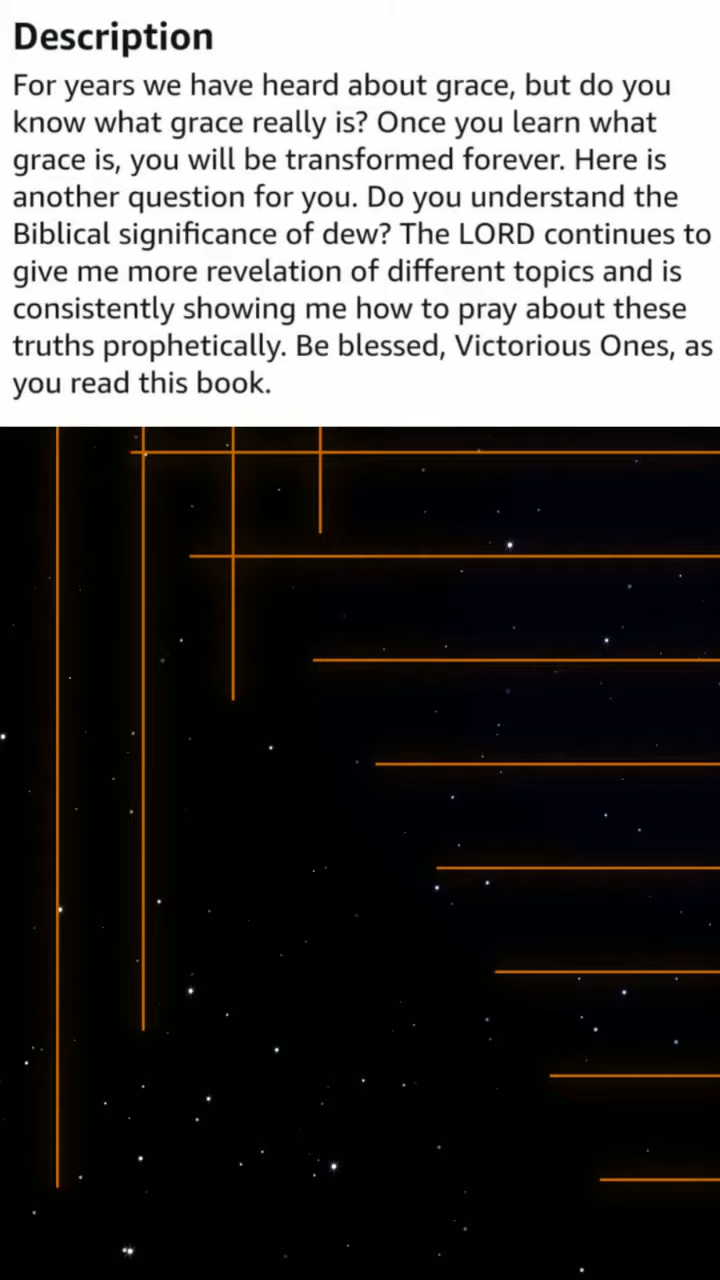 Description
For years we have heard about grace, but do you
know what grace really is? Once you learn what
grace is, you will be transformed forever. Here is
another question for you. Do you understand the
Biblical significance of dew? The LORD continues to
give me more revelation of different topics and is
consistently showing me how to pray about these
truths prophetically. Be blessed, Victorious Ones, as
you read this book.